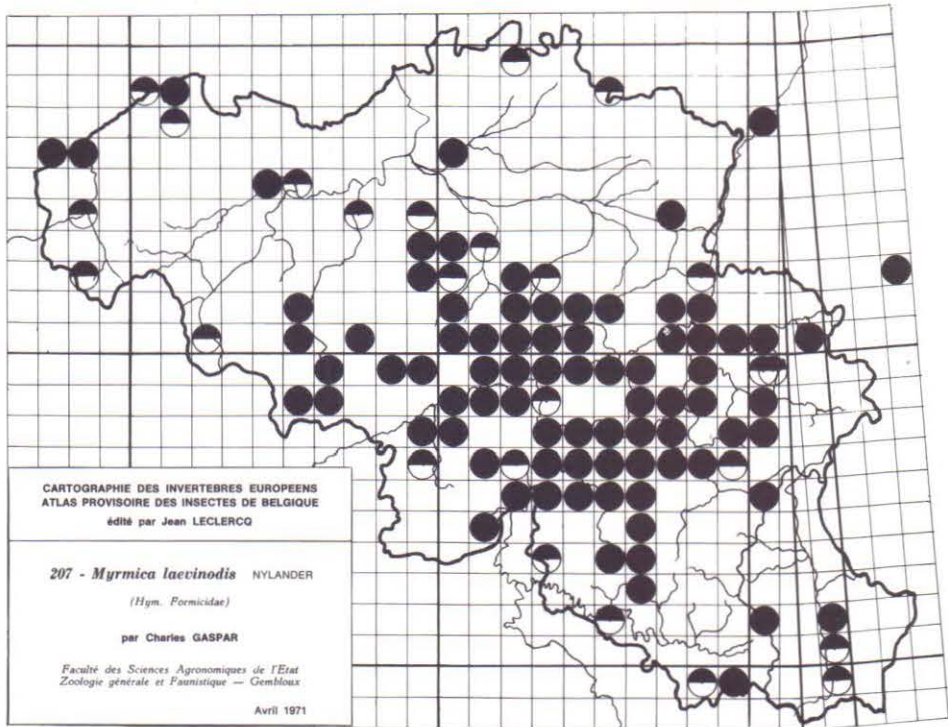 CARTOGRAPHIE DES INVERTEBRES EUROPEENS
ATLAS PROVISOIRE DES INSECTES DE BELGIQUE
édité par Jean LECLERCQ
207 - Myrmica laevinodis NYLANDER
(Hym. Formicidae)
par Charles GASPAR
Faculté des Sciences Agronomiques de l'Etat
Zoologie générale et Faunistique — Gembloux
Avril 1971